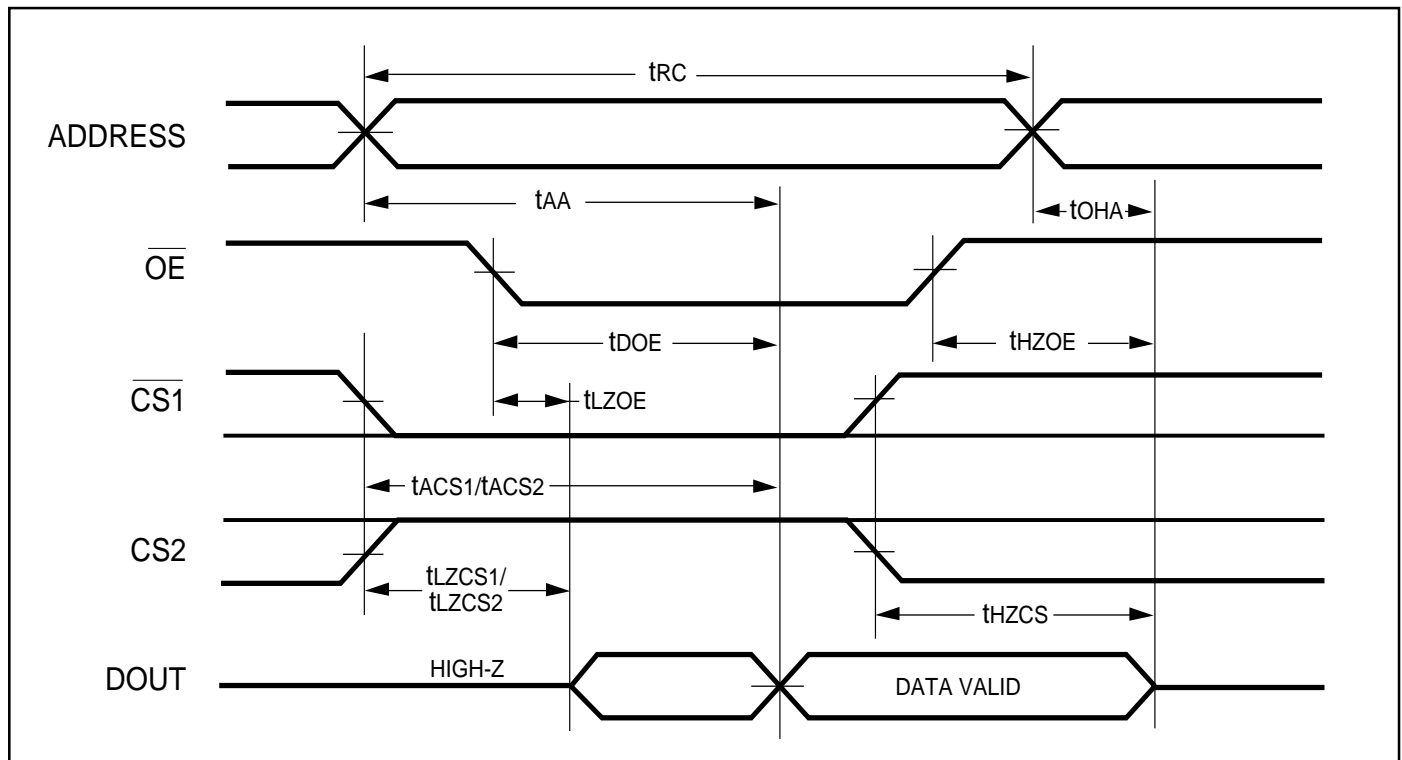 tRC
ADDRESS
tAA
tOHA
OE
tDOE
tHZOE
CS1
tLZOE
tACS1/tACS2
CS2
tLZCS1/
tLZCS2
tHZCS
DOUT
HIGH-Z
DATA VALID